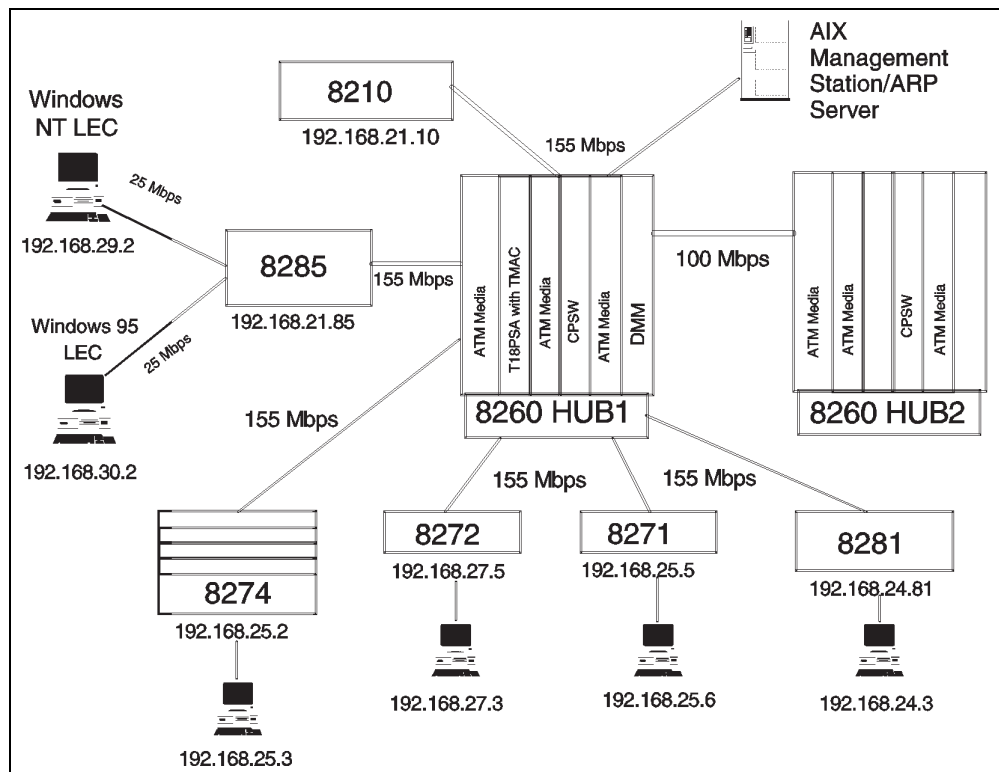 AIX
Management
Station/ARP
Server
8210
192.168.21.10
155 Mbps
Windows
NT LEC
25 Mbps
192.168.29.2
8285
192.168.21.85
155 Mbps
Windows 95
LEC
25 Mbps
192.168.30.2
ATM Media
T18PSA with TMAC
ATM Media
CPSW
ATM Media
DMM
8260 HUB1
100 Mbps
ATM Media
ATM Media
CPSW
ATM Media
8260 HUB2
155 Mbps
155 Mbps
155 Mbps
8274
192.168.25.2
192.168.25.3
8272
192.168.27.5
192.168.27.3
8271
192.168.25.5
192.168.25.6
8281
192.168.24.81
192.168.24.3